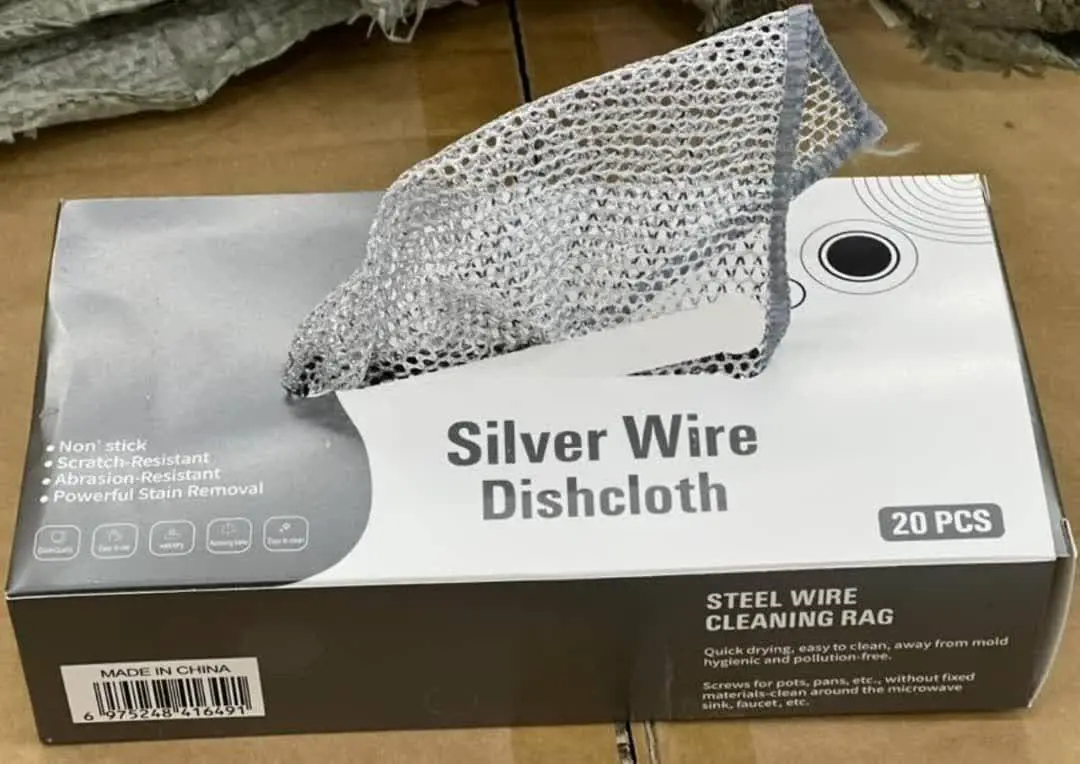 • Non' stick
• Scratch-Resistant
• Abrasion-Resistant
• Powerful Stain Removal
Silver Wire
Dishcloth
20 PCS
MADE IN CHINA
6 975248 416491
STEEL WIRE
CLEANING RAG
Quick drying, easy to clean, away from mold
hygienic and pollution-free.
Screws for pots, pans, etc., without fixed
materials-clean around the microwave
sink, faucet, etc.